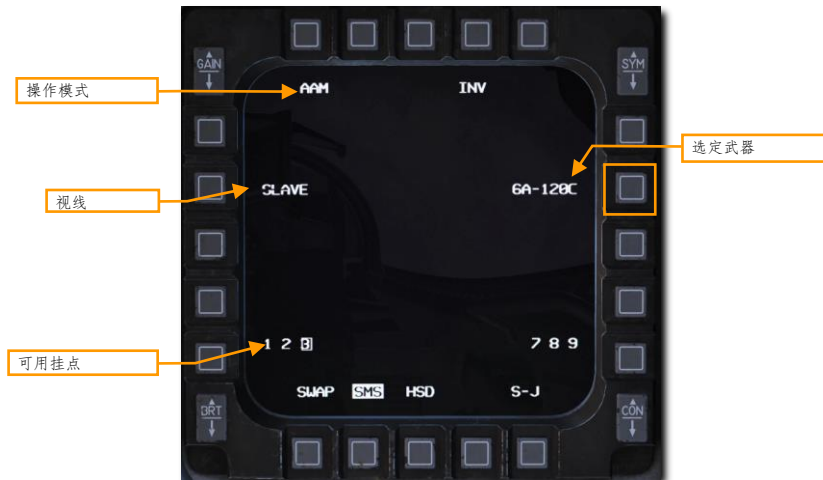 GAIN
SYM
操作模式
AAM INV
选定武器
SLAVE 6A-120C
视线
1 2 3 7 8 9
可用挂点
SWAP SMS HSD S-J
BRT
CON